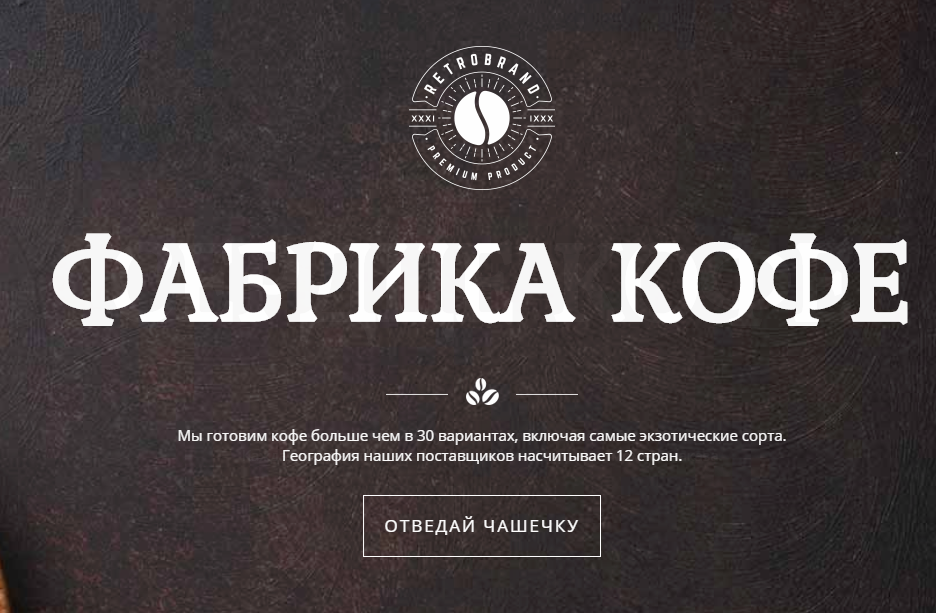 RETROBRAND
XXXI IXXX
PREMIUM PRODUCT
ФАБРИКА КОФЕ
Мы готовим кофе больше чем в 30 вариантах, включая самые экзотические сорта.
География наших поставщиков насчитывает 12 стран.
ОТВЕДАЙ ЧАШЕЧКУ